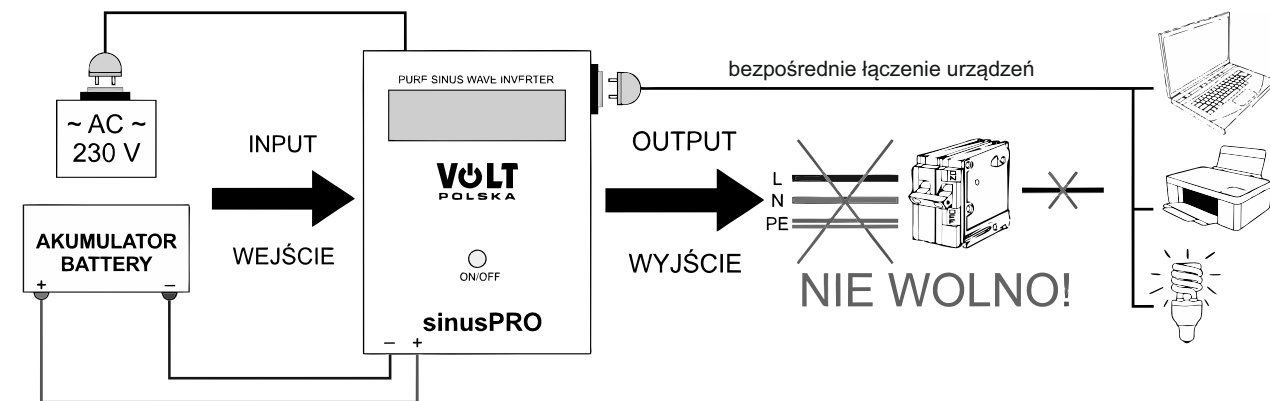 ~ AC ~
230 V
AKUMULATOR
BATTERY
+ –
INPUT
WEJŚCIE
PURE SINUS WAVE INVERTER
VOLT
POLSKA
ON/OFF
sinusPRO
– +
OUTPUT
WYJŚCIE
bezpośrednie łączenie urządzeń
L
N
PE
NIE WOLNO!